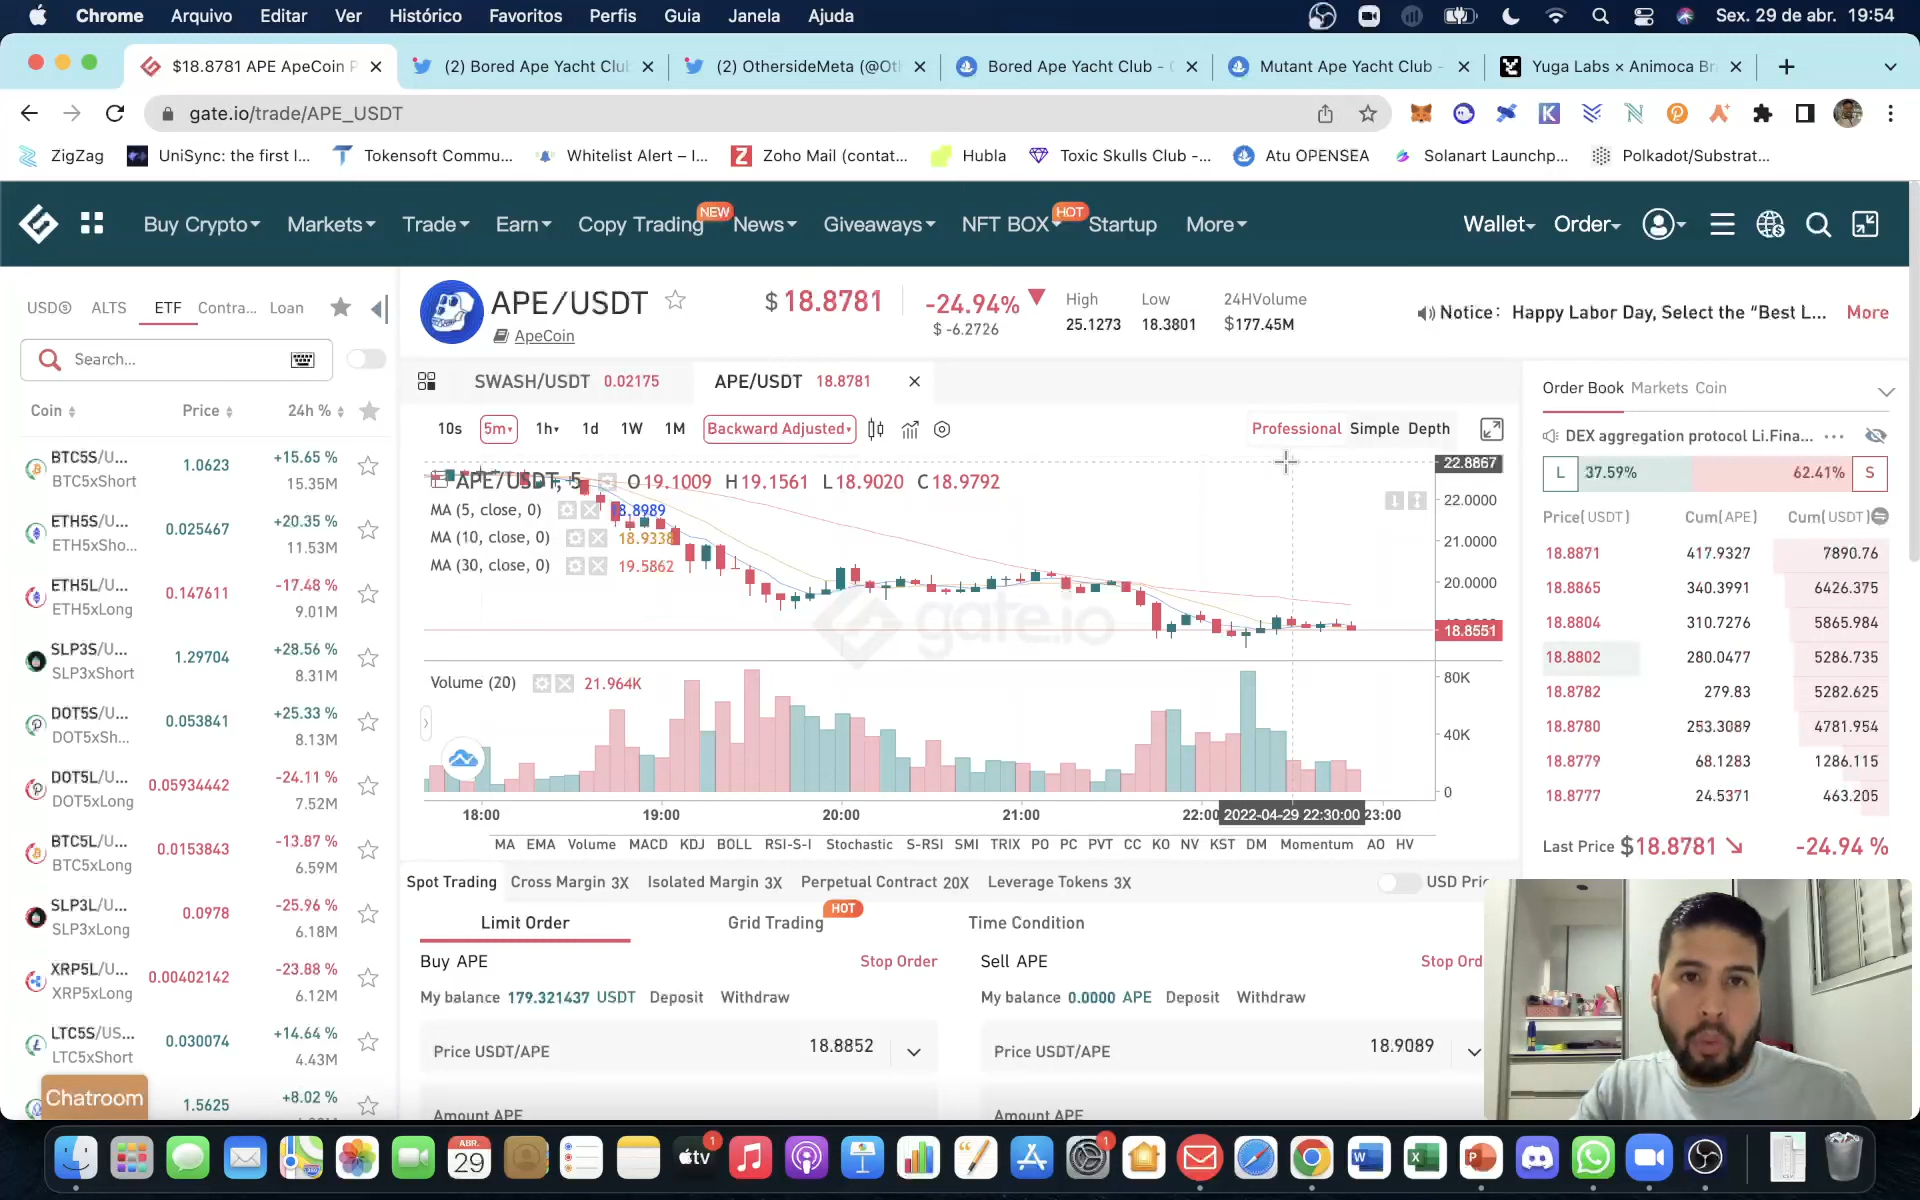 Chrome Arquivo Editar Ver Histórico Favoritos Perfis Guia Janela Ajuda Sex. 29 de abr. 19:54
$18.8781 APE ApeCoin P (2) Bored Ape Yacht Clu (2) OthersideMeta (@Oth Bored Ape Yacht Club - Mutant Ape Yacht Club - Yuga Labs × Animoca Br
gate.io/trade/APE_USDT
ZigZag UniSync: the first l... Tokensoft Commu... Whitelist Alert – I... Zoho Mail (contat... Hubla Toxic Skulls Club -... Atu OPENSEA Solanart Launchp... Polkadot/Substrat...
Buy Crypto Markets Trade Earn Copy Trading NEW News Giveaways NFT BOX HOT Startup More Wallet Order
USDⓈ ALTS ETF Contra... Loan
Search...
Coin Price 24h %
BTC5S/U... 1.0623 +15.65 %
BTC5xShort 15.35M
ETH5S/U... 0.025467 +20.35 %
ETH5xSho... 11.53M
ETH5L/U... 0.147611 -17.48 %
ETH5xLong 9.01M
SLP3S/U... 1.29704 +28.56 %
SLP3xShort 8.31M
DOT5S/U... 0.053841 +25.33 %
DOT5xSh... 8.13M
DOT5L/U... 0.05934442 -24.11 %
DOT5xLong 7.52M
BTC5L/U... 0.0153843 -13.87 %
BTC5xLong 6.59M
SLP3L/U... 0.0978 -25.96 %
SLP3xLong 6.18M
XRP5L/U... 0.00402142 -23.88 %
XRP5xLong 6.12M
LTC5S/US... 0.030074 +14.64 %
LTC5xShort 4.43M
1.5625 +8.02 %
Chatroom
APE/USDT
ApeCoin
$ 18.8781
-24.94%
$ -6.2726
High Low 24HVolume
25.1273 18.3801 $177.45M
Notice: Happy Labor Day, Select the “Best L... More
SWASH/USDT 0.02175 APE/USDT 18.8781
10s 5m 1h 1d 1W 1M Backward Adjusted Professional Simple Depth
APE/USDT, 5 O19.1009 H19.1561 L18.9020 C18.9792
MA (5, close, 0) 18.8989
MA (10, close, 0) 18.9338
MA (30, close, 0) 19.5862
gate.io
22.8867
22.0000
21.0000
20.0000
18.8551
Volume (20) 21.964K
80K
40K
0
18:00 19:00 20:00 21:00 22:00 2022-04-29 22:30:00 23:00
MA EMA Volume MACD KDJ BOLL RSI-S-I Stochastic S-RSI SMI TRIX PO PC PVT CC KO NV KST DM Momentum AO HV
Spot Trading Cross Margin 3X Isolated Margin 3X Perpetual Contract 20X Leverage Tokens 3X USD Pric
Limit Order Grid Trading HOT Time Condition
Buy APE Stop Order Sell APE Stop Ord
My balance 179.321437 USDT Deposit Withdraw My balance 0.0000 APE Deposit Withdraw
Price USDT/APE 18.8852 Price USDT/APE 18.9089
Amount APE Amount APE
Order Book Markets Coin
DEX aggregation protocol Li.Fina...
L 37.59% 62.41% S
Price(USDT) Cum(APE) Cum(USDT)
18.8871 417.9327 7890.76
18.8865 340.3991 6426.375
18.8804 310.7276 5865.984
18.8802 280.0477 5286.735
18.8782 279.83 5282.625
18.8780 253.3089 4781.954
18.8779 68.1283 1286.115
18.8777 24.5371 463.205
Last Price $18.8781 -24.94 %
ABR. 29 tv 1 1